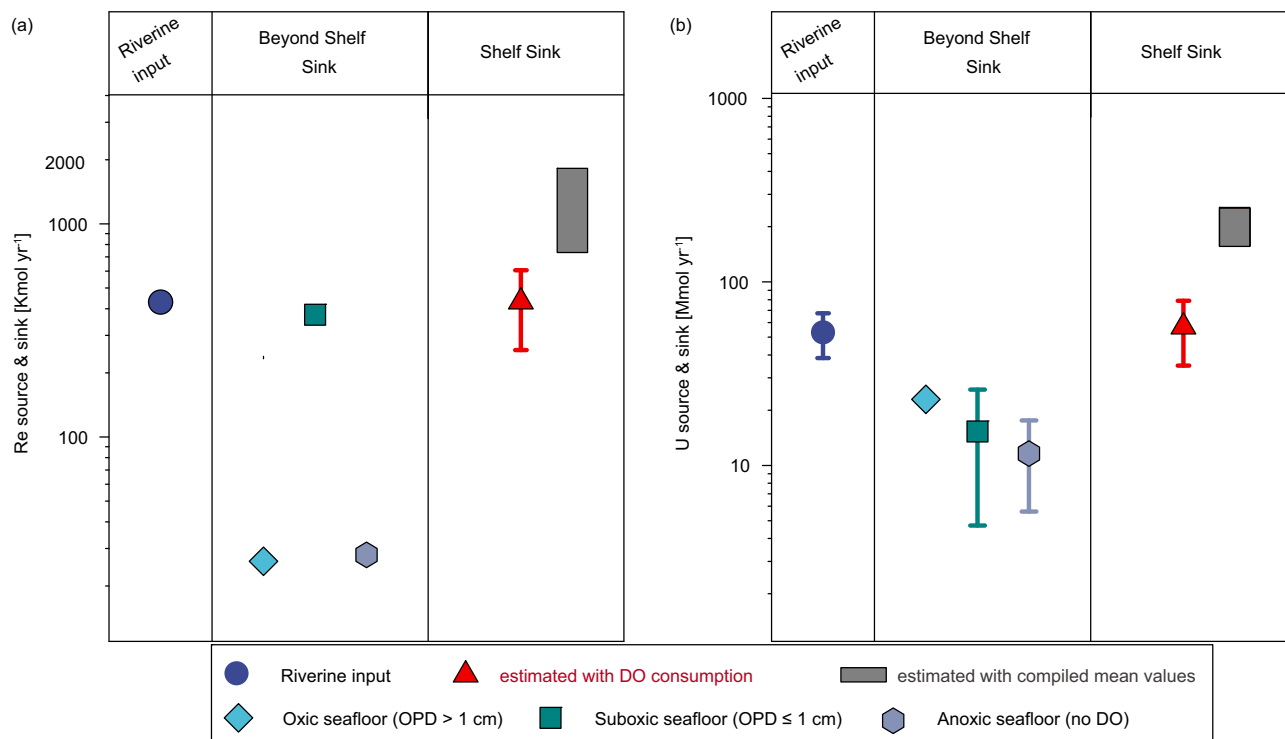 (a)
Riverine
input
Beyond Shelf
Sink
Shelf Sink
Re source & sink [Kmol yr⁻¹]
2000
1000
100
(b)
Riverine
input
Beyond Shelf
Sink
Shelf Sink
U source & sink [Mmol yr⁻¹]
1000
100
10
Riverine input
estimated with DO consumption
estimated with compiled mean values
Oxic seafloor (OPD > 1 cm)
Suboxic seafloor (OPD ≤ 1 cm)
Anoxic seafloor (no DO)